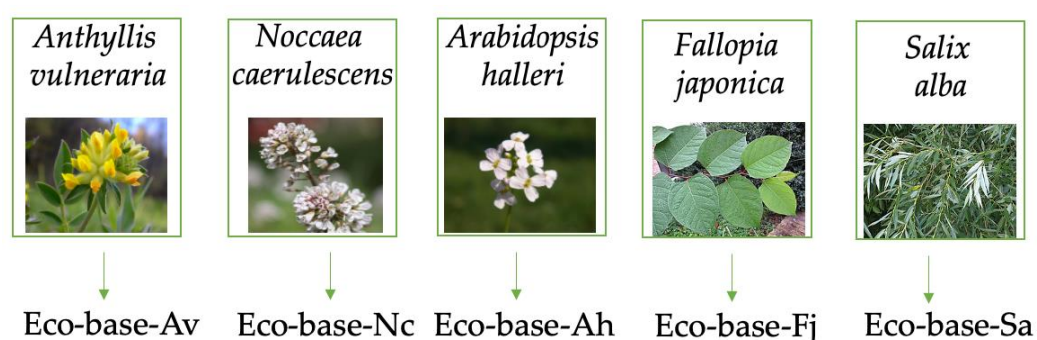 Anthyllis
vulneraria
Noccaea
caerulescens
Arabidopsis
halleri
Fallopia
japonica
Salix
alba
Eco-base-Av
Eco-base-Nc
Eco-base-Ah
Eco-base-Fj
Eco-base-Sa